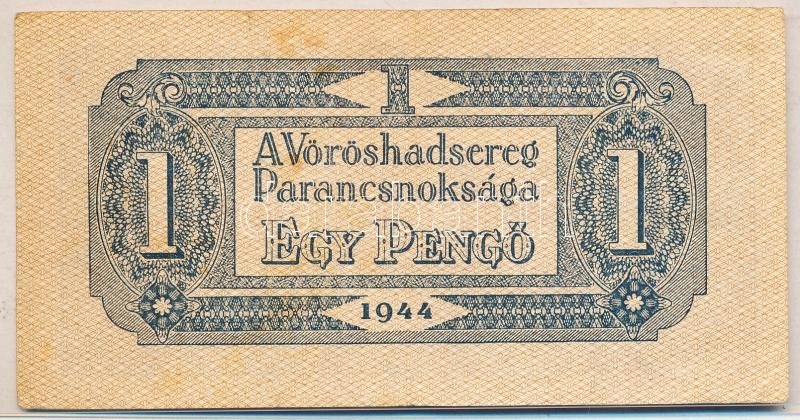 1
A Vöröshadsereg
Parancsnoksága
EGY PENGŐ
1 1
1944